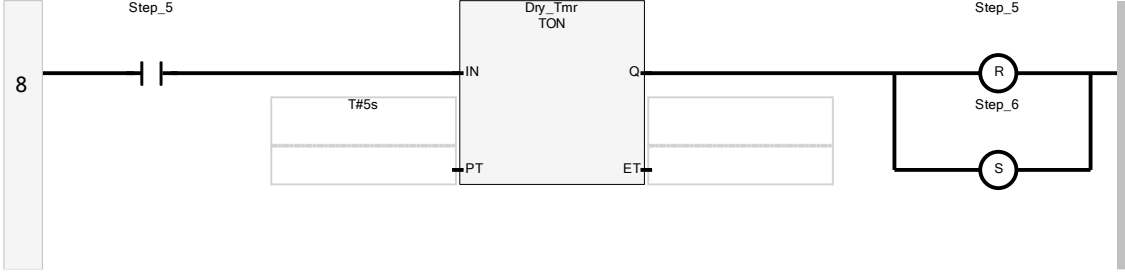 Step_5
Dry_Tmr
Step_5
TON
8
IN
Q
R
T#5s
Step_6
PT
ET
S